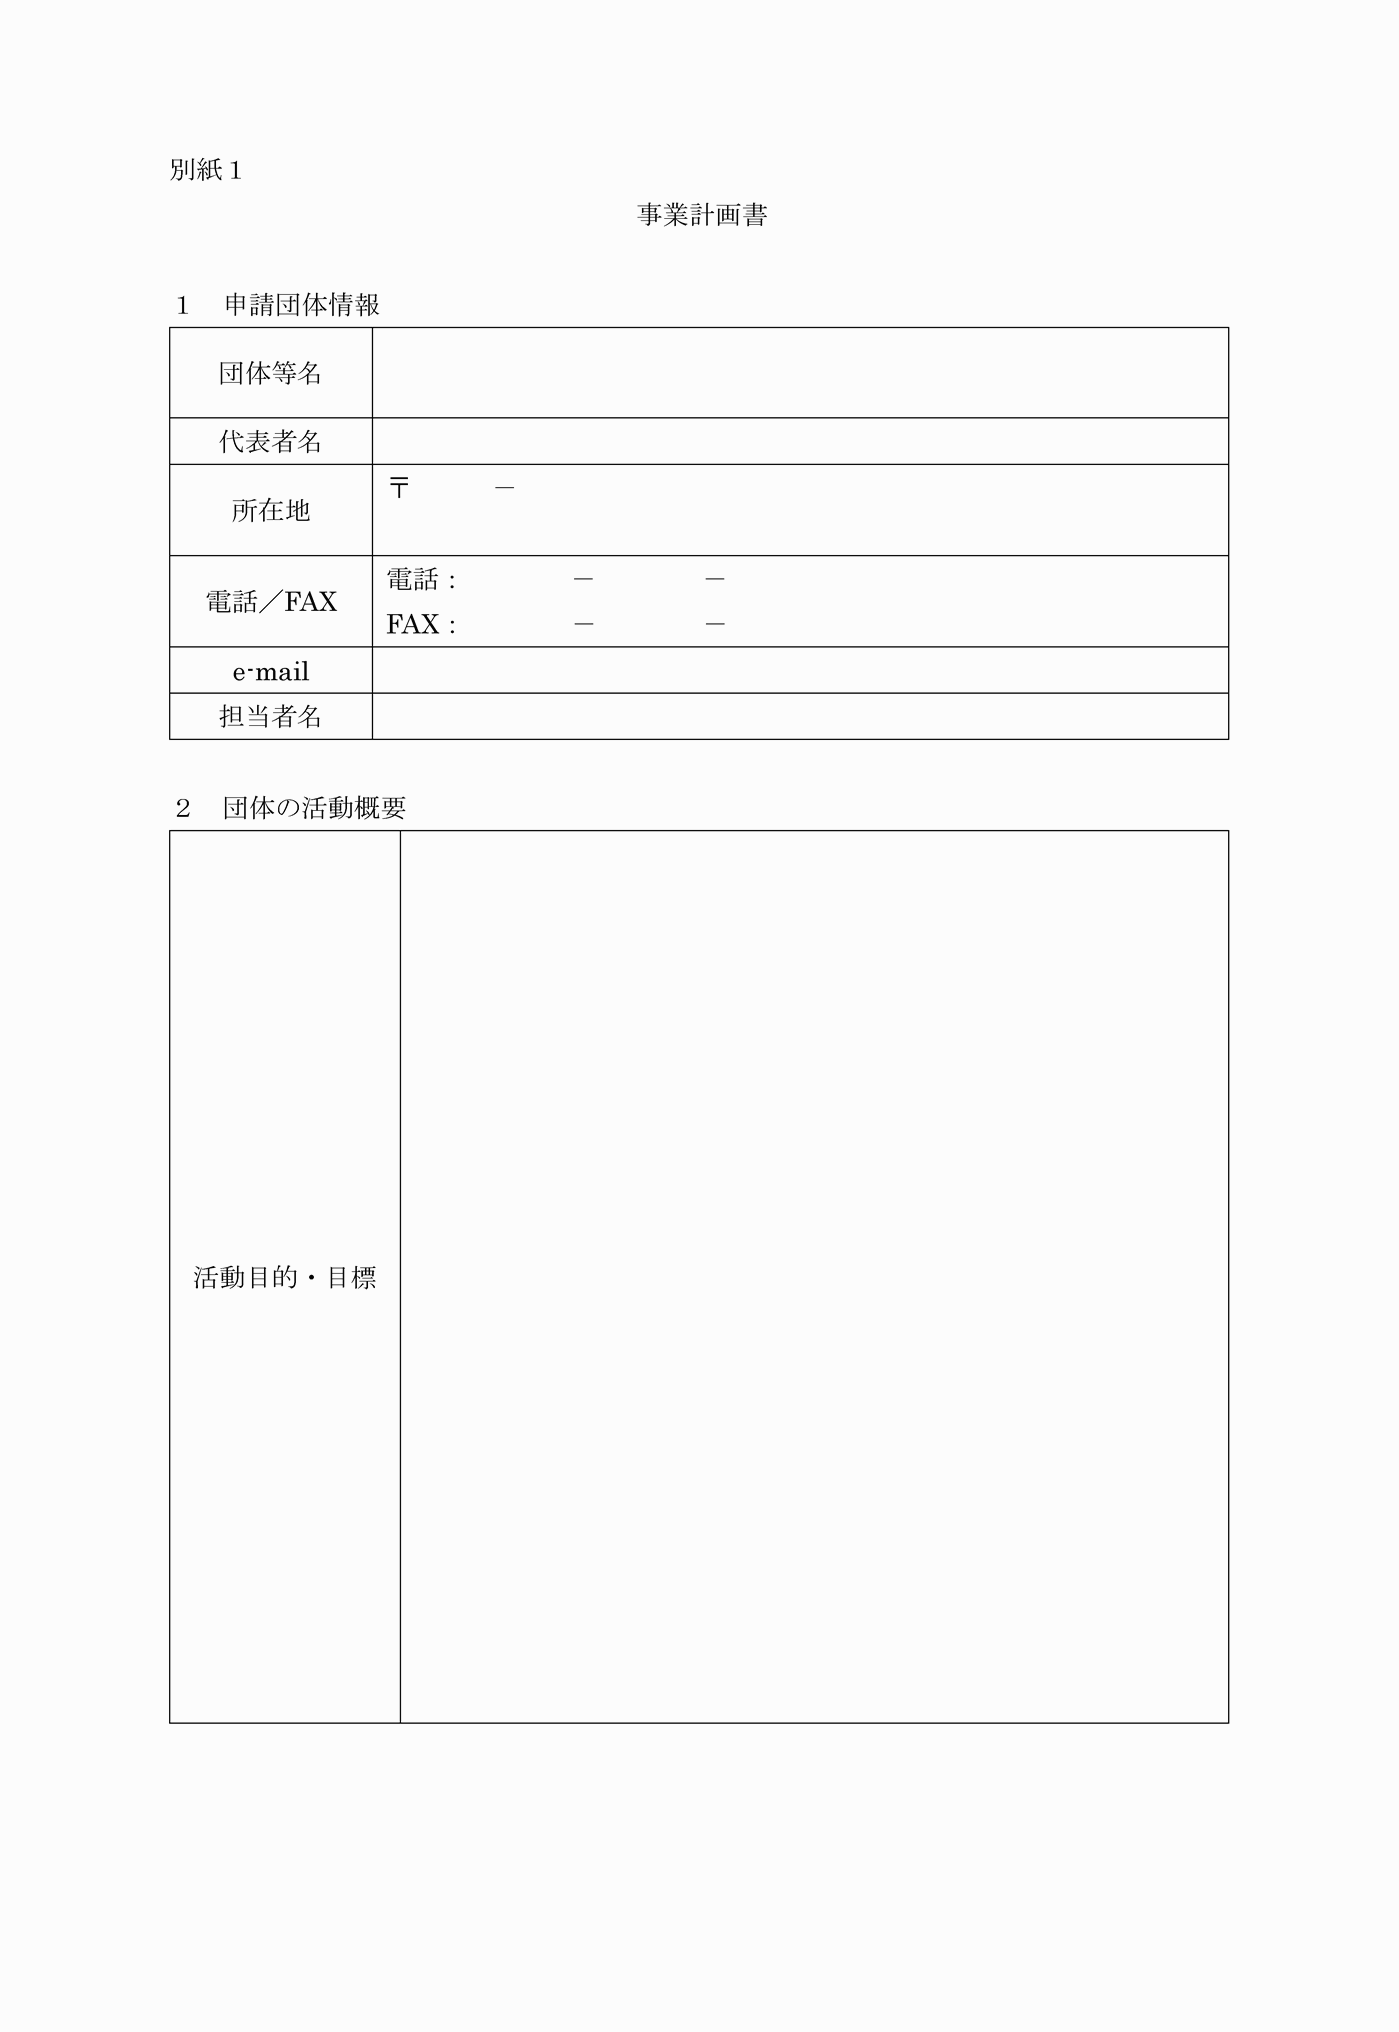 別紙１
事業計画書
１　申請団体情報
団体等名
代表者名
所在地
〒　　　－
電話／FAX
電話：　　　　－　　　　－
FAX：　　　　－　　　　－
e-mail
担当者名
２　団体の活動概要
活動目的・目標